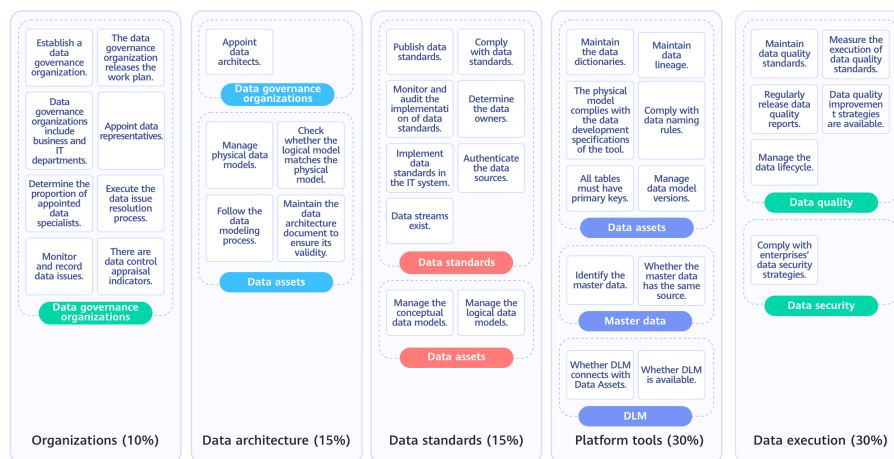 Establish a
data
governance
organization.
The data
governance
organization
releases the
work plan.
Data
governance
organizations
include
business and
IT
departments.
Appoint data
representatives.
Determine the
proportion of
appointed
data
specialists.
Execute the
data issue
resolution
process.
Monitor
and record
data issues.
There are
data control
appraisal
indicators.
Data governance
organizations
Organizations (10%)
Appoint
data
architects.
Data governance
organizations
Manage
physical data
models.
Check
whether the
logical model
matches the
physical
model.
Follow the
data
modeling
process.
Maintain the
data
architecture
document to
ensure its
validity.
Data assets
Data architecture (15%)
Publish data
standards.
Comply
with data
standards.
Monitor and
audit the
implementati
on of data
standards.
Determine
the data
owners.
Implement
data
standards in
the IT system.
Authenticate
the data
sources.
Data streams
exist.
Data standards
Manage the
conceptual
data models.
Manage the
logical data
models.
Data assets
Data standards (15%)
Maintain
the data
dictionaries.
Maintain
data
lineage.
The physical
model
complies with
the data
development
specifications
of the tool.
Comply with
data naming
rules.
All tables
must have
primary keys.
Manage
data model
versions.
Data assets
Identify the
master data.
Whether the
master data
has the same
source.
Master data
Whether DLM
connects with
Data Assets.
Whether DLM
is available.
DLM
Platform tools (30%)
Maintain
data quality
standards.
Measure the
execution of
data quality
standards.
Regularly
release data
quality
reports.
Data quality
improvemen
t strategies
are available.
Manage the
data lifecycle.
Data quality
Comply with
enterprises'
data security
strategies.
Data security
Data execution (30%)